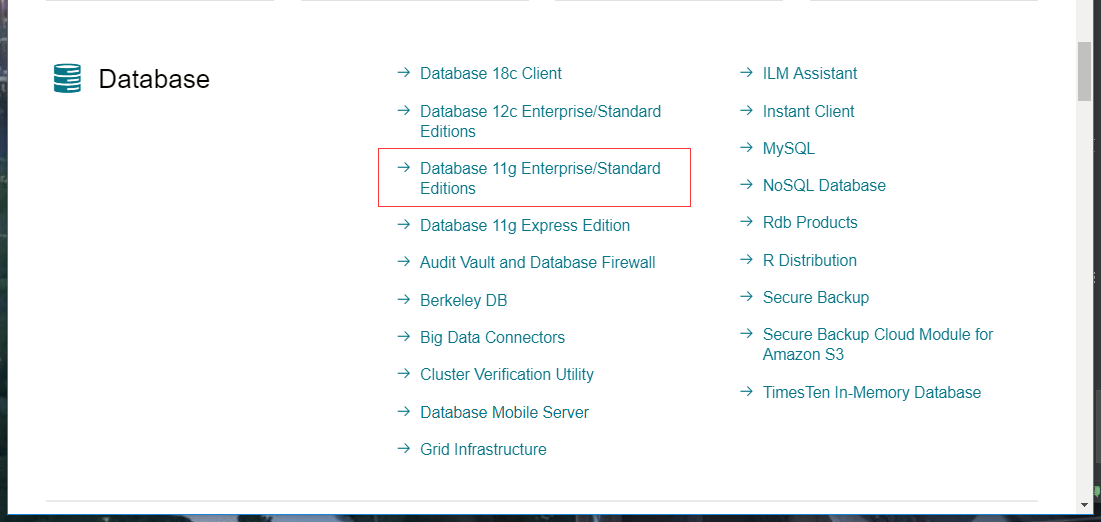 Database
Database 18c Client
Database 12c Enterprise/Standard
Editions
Database 11g Enterprise/Standard
Editions
Database 11g Express Edition
Audit Vault and Database Firewall
Berkeley DB
Big Data Connectors
Cluster Verification Utility
Database Mobile Server
Grid Infrastructure
ILM Assistant
Instant Client
MySQL
NoSQL Database
Rdb Products
R Distribution
Secure Backup
Secure Backup Cloud Module for
Amazon S3
TimesTen In-Memory Database